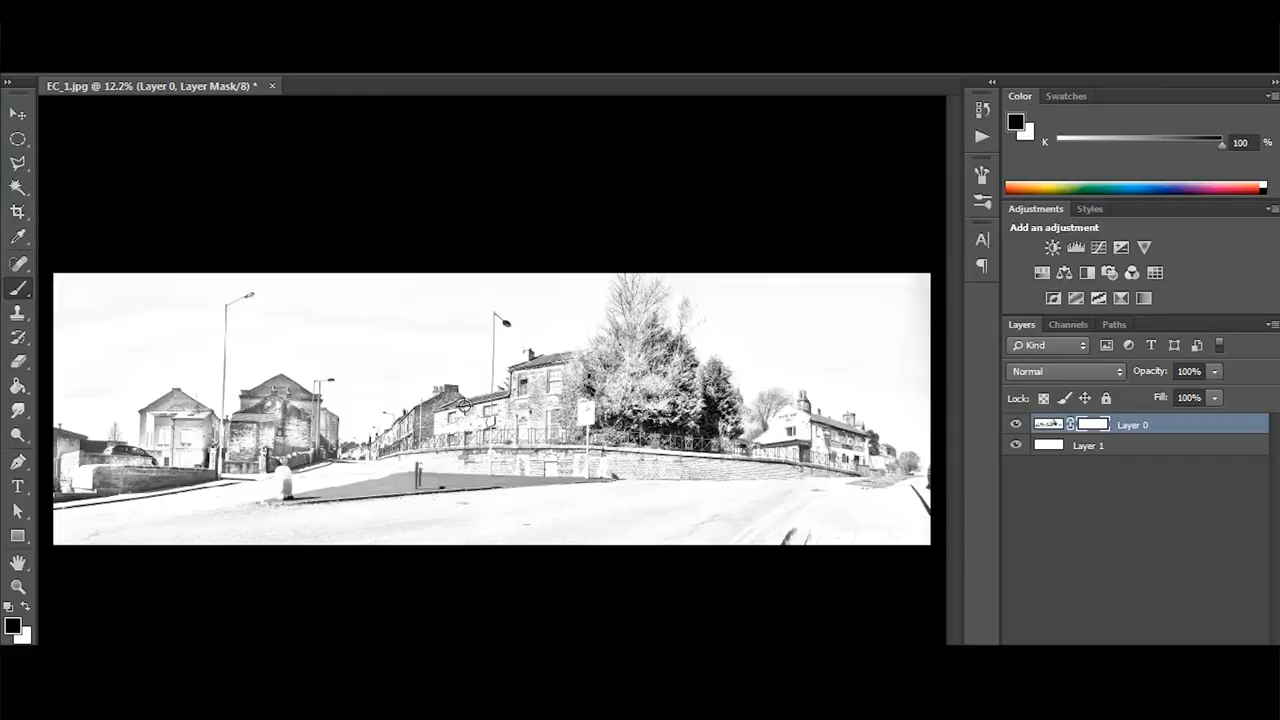 EC_1.jpg @ 12.2% (Layer 0, Layer Mask/8) *
Color Swatches
K 100 %
Adjustments Styles
Add an adjustment
Layers Channels Paths
Kind
Normal Opacity: 100%
Lock: Fill: 100%
Layer 0
Layer 1